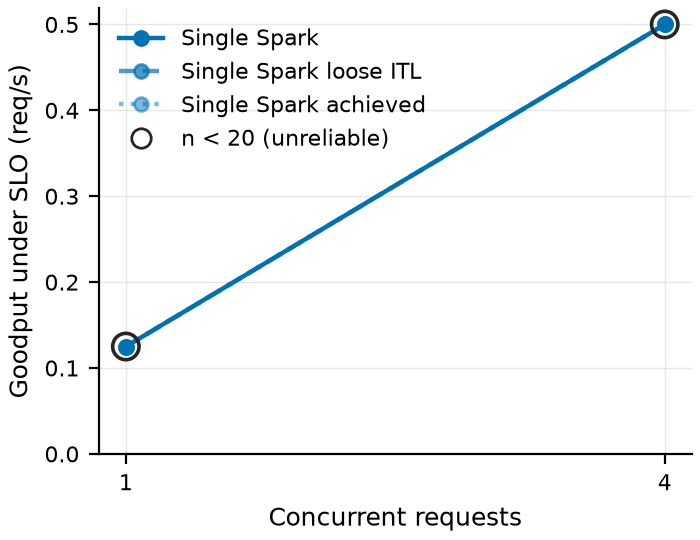 0.5
0.4
0.3
0.2
0.1
0.0
Goodput under SLO (req/s)
Single Spark
Single Spark loose ITL
Single Spark achieved
n < 20 (unreliable)
1
4
Concurrent requests